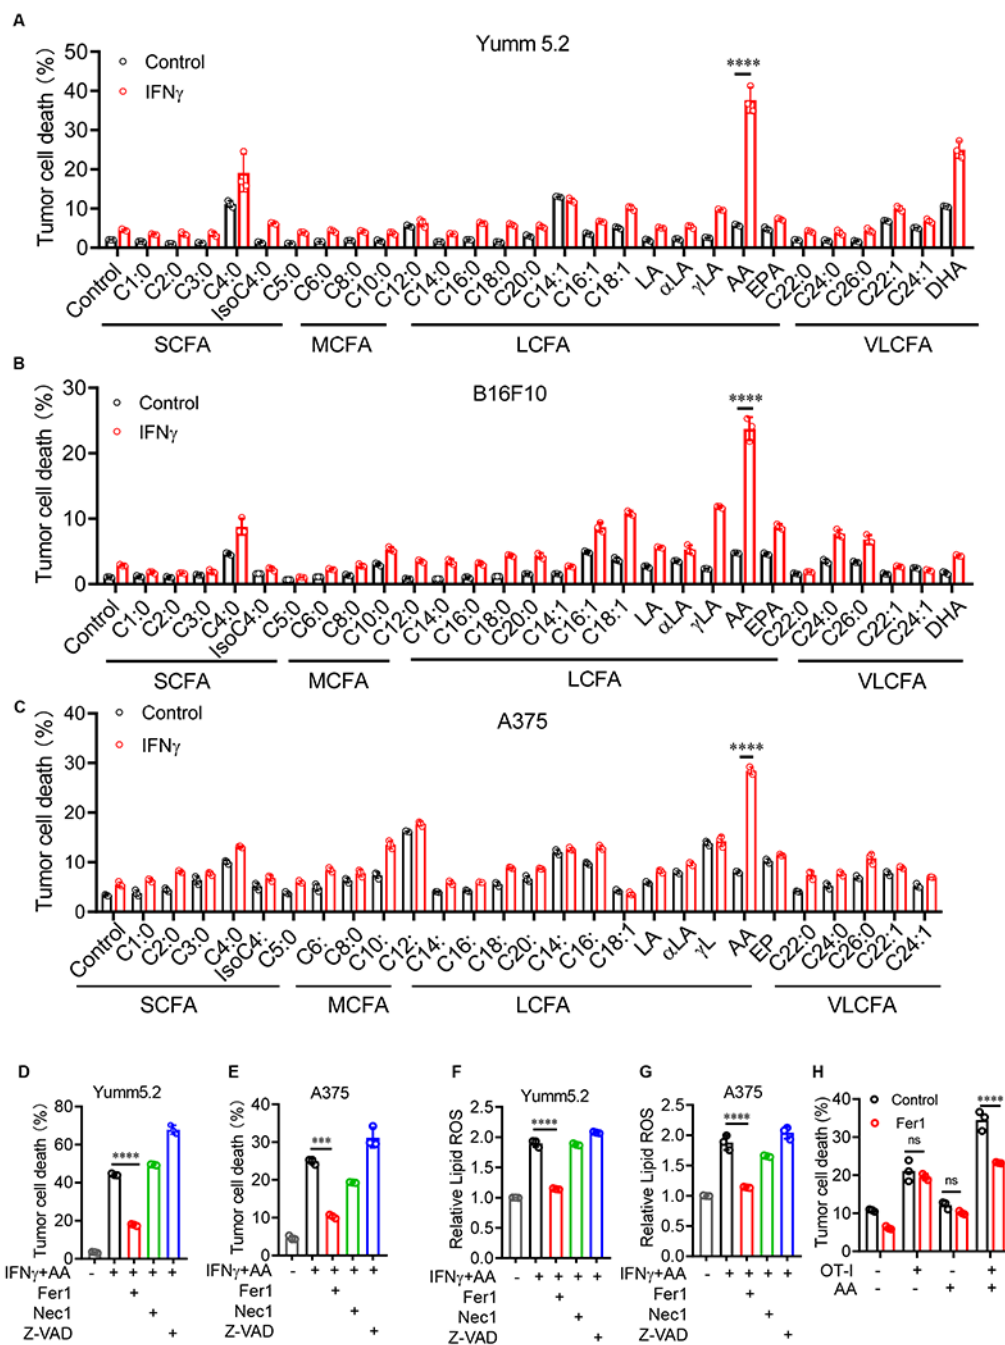 A
Yumm 5.2
Control
IFNγ
****
Tumor cell death (%)
50
40
30
20
10
0
Control C1:0 C2:0 C3:0 C4:0 IsoC4:0 C5:0 C6:0 C8:0 C10:0 C12:0 C14:0 C16:0 C18:0 C20:0 C14:1 C16:1 C18:1 LA αLA γLA AA EPA C22:0 C24:0 C26:0 C22:1 C24:1 DHA
SCFA MCFA LCFA VLCFA
B
B16F10
Control
IFNγ
****
Tumor cell death (%)
30
20
10
0
Control C1:0 C2:0 C3:0 C4:0 IsoC4:0 C5:0 C6:0 C8:0 C10:0 C12:0 C14:0 C16:0 C18:0 C20:0 C14:1 C16:1 C18:1 LA αLA γLA AA EPA C22:0 C24:0 C26:0 C22:1 C24:1 DHA
SCFA MCFA LCFA VLCFA
C
A375
Control
IFNγ
****
Tumor cell death (%)
40
30
20
10
0
Control C1:0 C2:0 C3:0 C4:0 IsoC4: C5:0 C6: C8:0 C10: C12: C14: C16: C18: C20: C14: C16: C18:1 LA αLA γL AA EP C22:0 C24:0 C26:0 C22:1 C24:1
SCFA MCFA LCFA VLCFA
D
Yumm5.2
****
Tumor cell death (%)
80
60
40
20
0
IFNγ+AA - + + + +
Fer1 +
Nec1 +
Z-VAD +
E
A375
***
Tumor cell death (%)
40
30
20
10
0
IFNγ+AA - + + + +
Fer1 +
Nec1 +
Z-VAD +
F
Yumm5.2
****
Relative Lipid ROS
2.5
2.0
1.5
1.0
0.5
0.0
IFNγ+AA - + + + +
Fer1 +
Nec1 +
Z-VAD +
G
A375
****
Relative Lipid ROS
2.5
2.0
1.5
1.0
0.5
0.0
IFNγ+AA - + + + +
Fer1 +
Nec1 +
Z-VAD +
H
Control
Fer1
ns
ns
****
Tumor cell death (%)
40
30
20
10
0
OT-I - + - +
AA - - + +